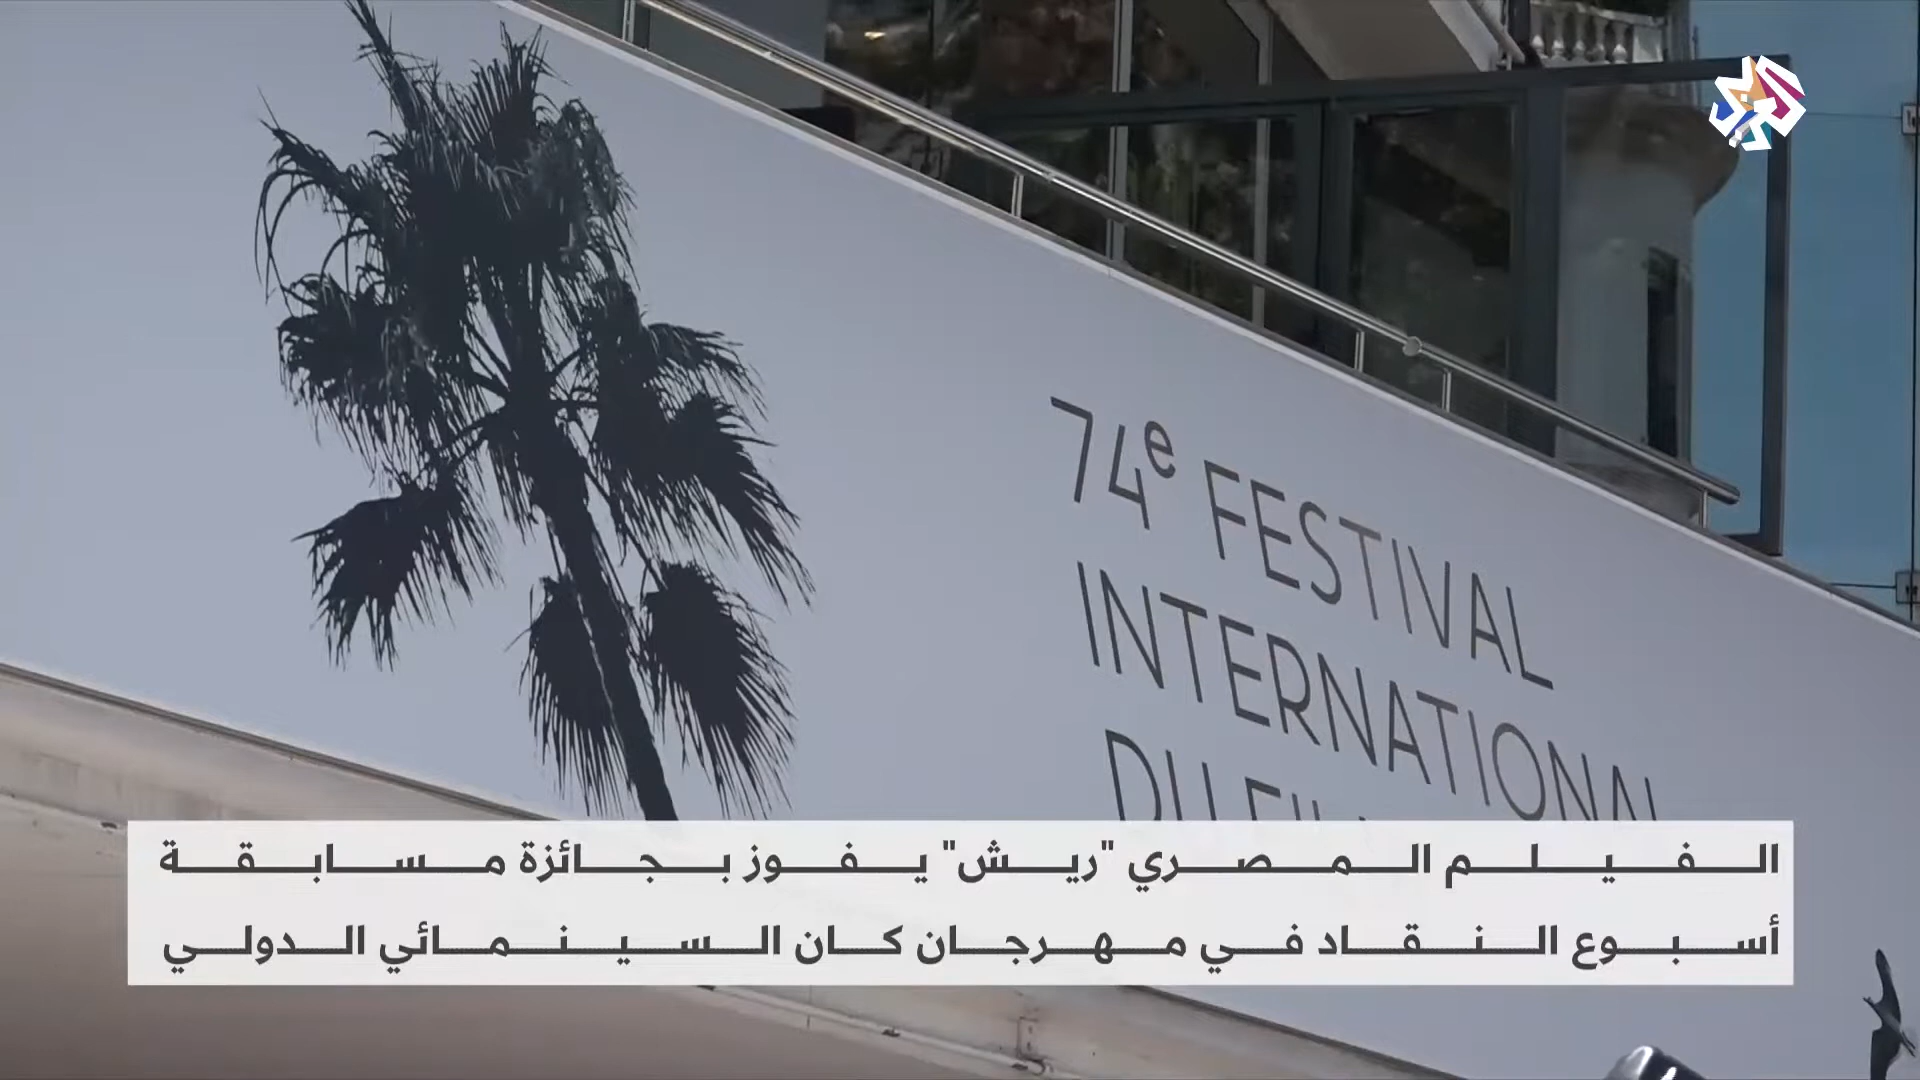 74e FESTIVAL
INTERNATIONAL
الفيلم المصري "ريش" يفوز بجائزة مسابقة
أسبوع النقاد في مهرجان كان السينمائي الدولي